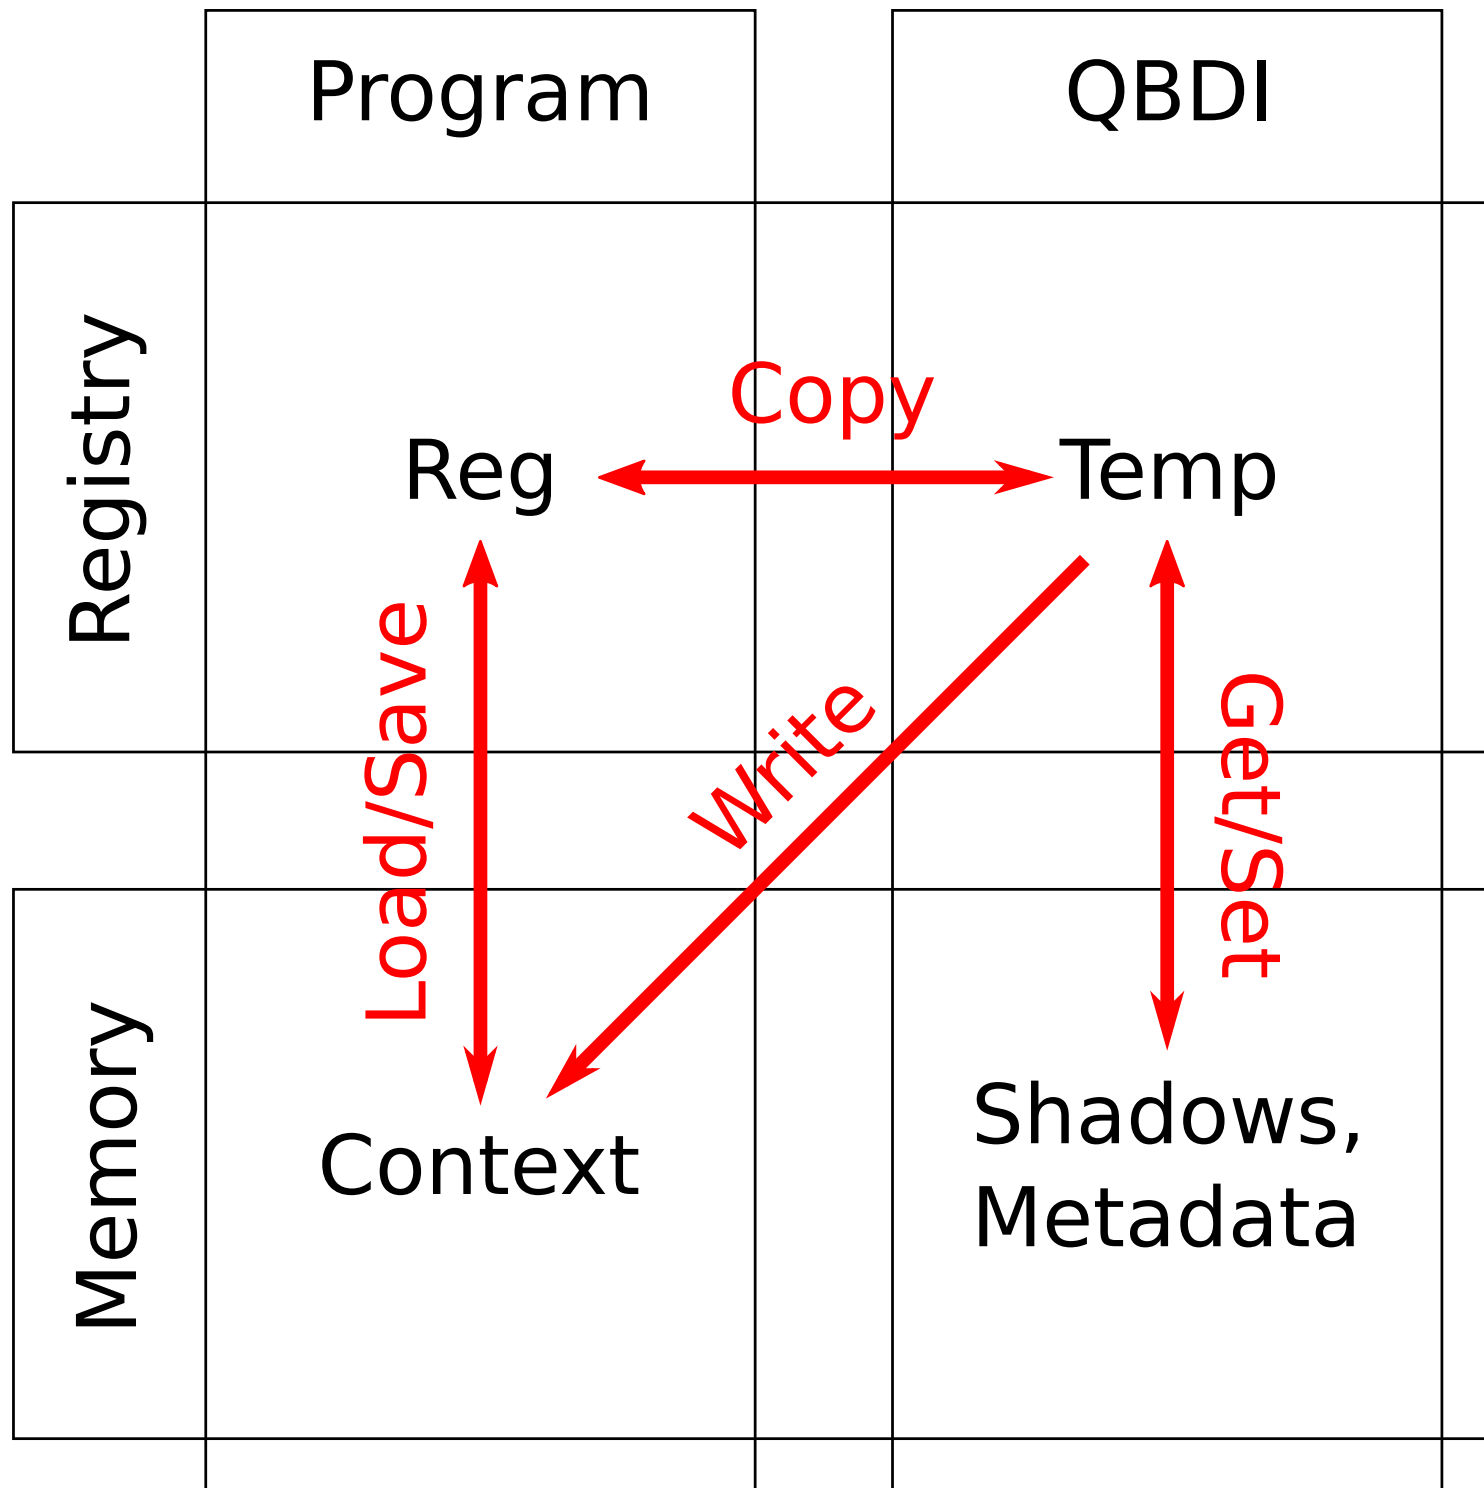 Program
QBDI
Registry
Copy
Reg
Temp
Load/Save
Write
Get/Set
Memory
Context
Shadows,
Metadata